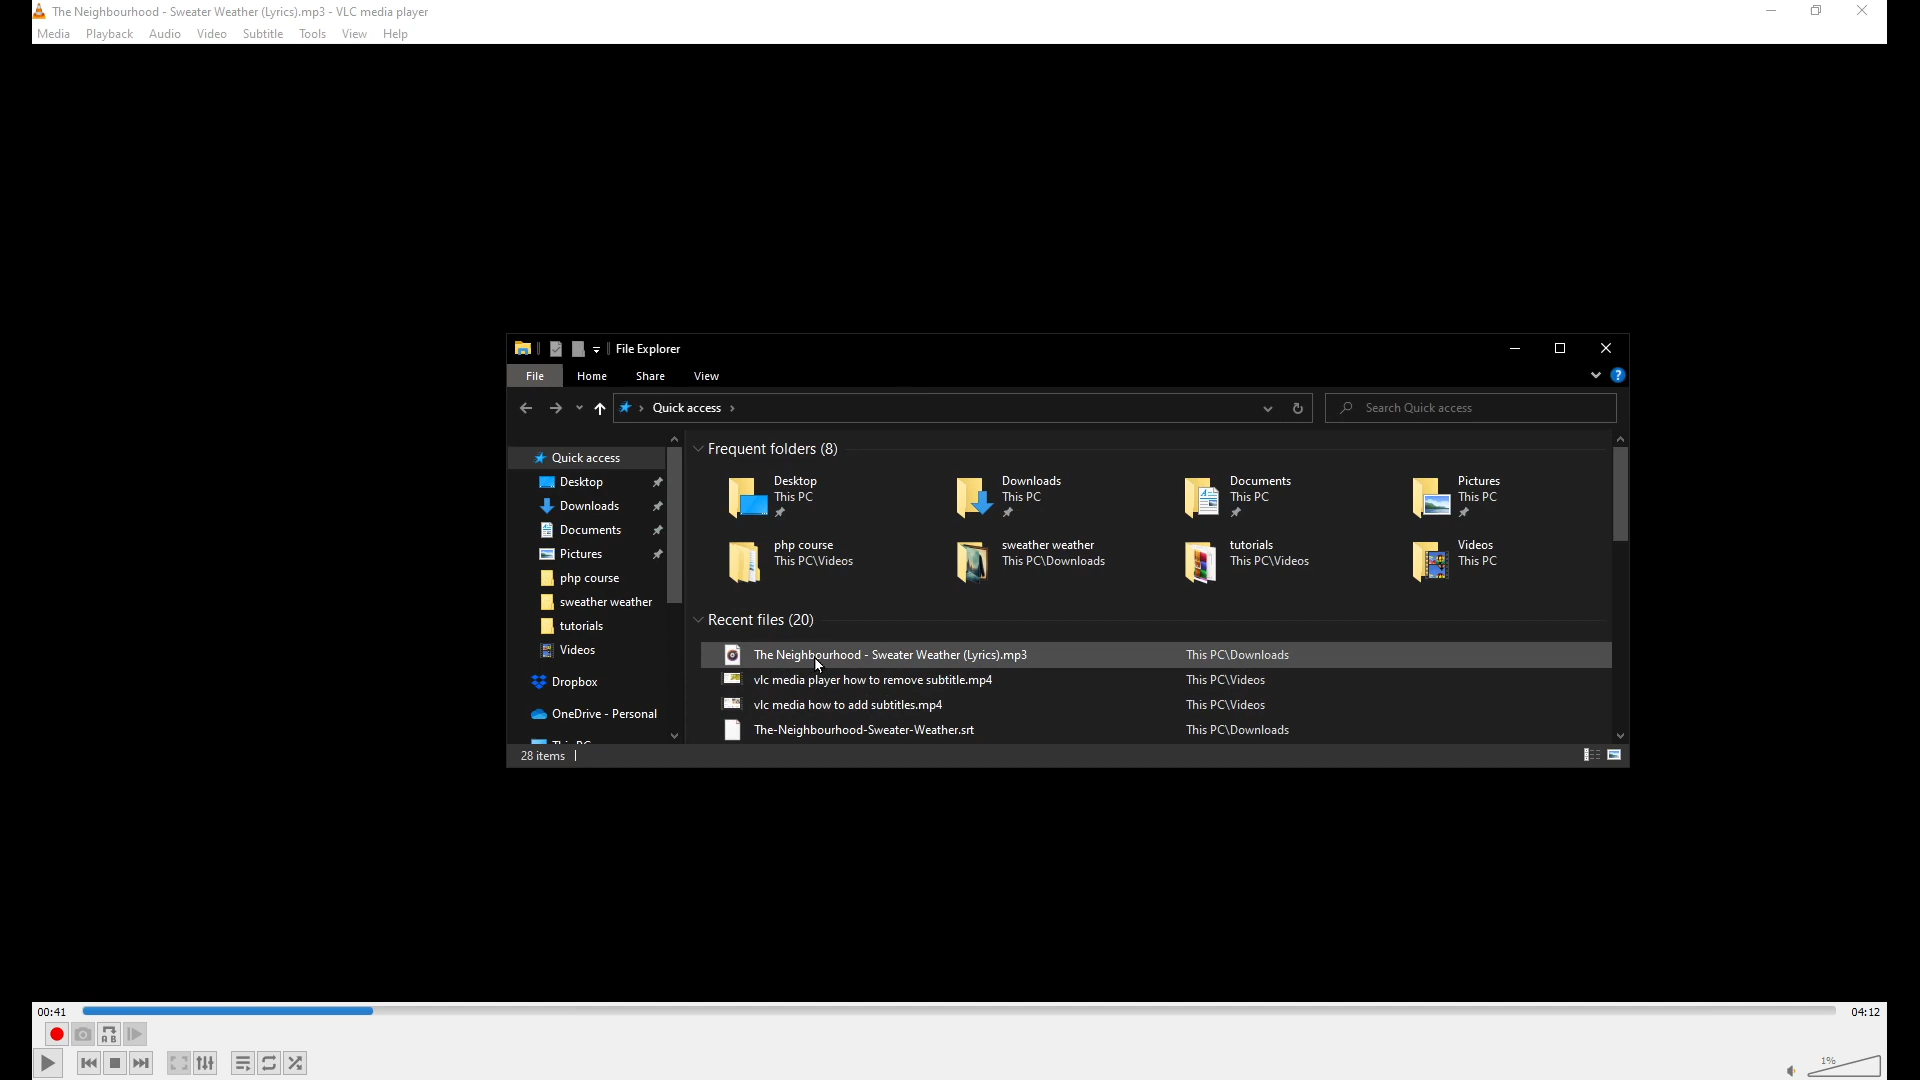 The Neighbourhood - Sweater Weather (Lyrics).mp3 - VLC media player
Media Playback Audio Video Subtitle Tools View Help
File Explorer
File Home Share View
Quick access
Search Quick access
Quick access
Desktop
Downloads
Documents
Pictures
php course
sweather weather
tutorials
Videos
Dropbox
OneDrive - Personal
Frequent folders (8)
Desktop
This PC
Downloads
This PC
Documents
This PC
Pictures
This PC
php course
This PC\Videos
sweather weather
This PC\Downloads
tutorials
This PC\Videos
Videos
This PC
Recent files (20)
The Neighbourhood - Sweater Weather (Lyrics).mp3 This PC\Downloads
vlc media player how to remove subtitle.mp4 This PC\Videos
vlc media how to add subtitles.mp4 This PC\Videos
The-Neighbourhood-Sweater-Weather.srt This PC\Downloads
28 items
00:41 04:12
A B
1%